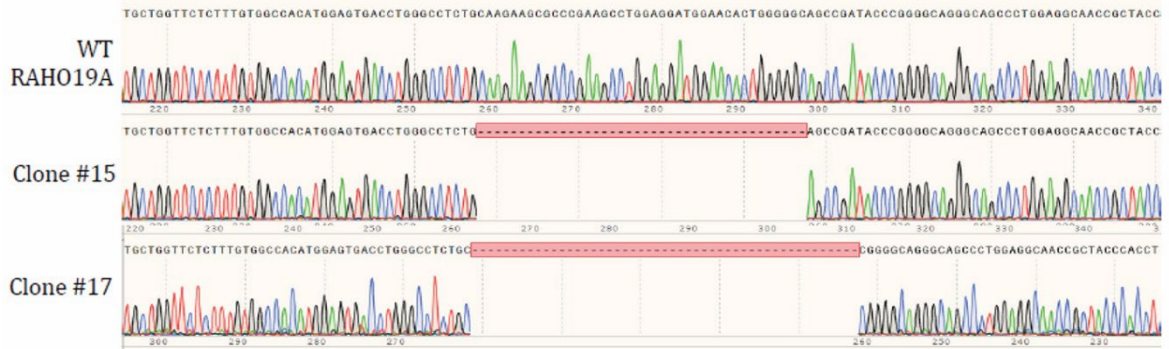 TGCTGGTTCTCTTTGTGGCCACATGGAGTGACCTGGGCCTCTGCAAGAAGCGCCCGAAGCCTGGAGGATGGAACACTGGGGGCAGCCGATACCCGGGGCAGGGCAGCCCTGGAGGCAACCGCTACC
WT
RAHO19A
220 230 240 250 260 270 280 290 300 310 320 330 340
TGCTGGTTCTCTTTGTGGCCACATGGAGTGACCTGGGCCTCTG----------------------------------------AGCCGATACCCGGGGCAGGGCAGCCCTGGAGGCAACCGCTACC
Clone #15
220 230 240 250 260 270 280 290 300 310 320 330 340
TGCTGGTTCTCTTTGTGGCCACATGGAGTGACCTGGGCCTCTGC-----------------------------------------------CGGGGCAGGGCAGCCCTGGAGGCAACCGCTACCCACCT
Clone #17
300 290 280 270 260 250 240 230